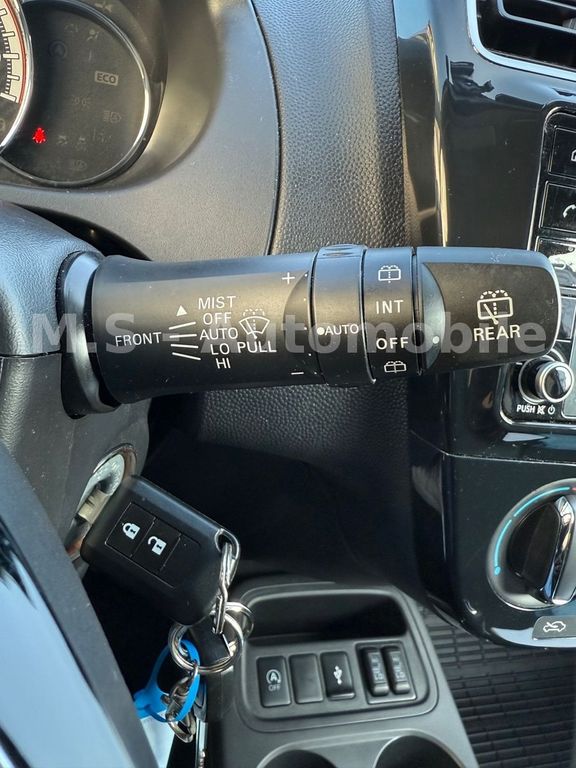 ECO
MIST
OFF
AUTO
LO
HI
FRONT
PULL
+
-
AUTO
INT
OFF
REAR
M.S - Automobile
PUSH
OFF